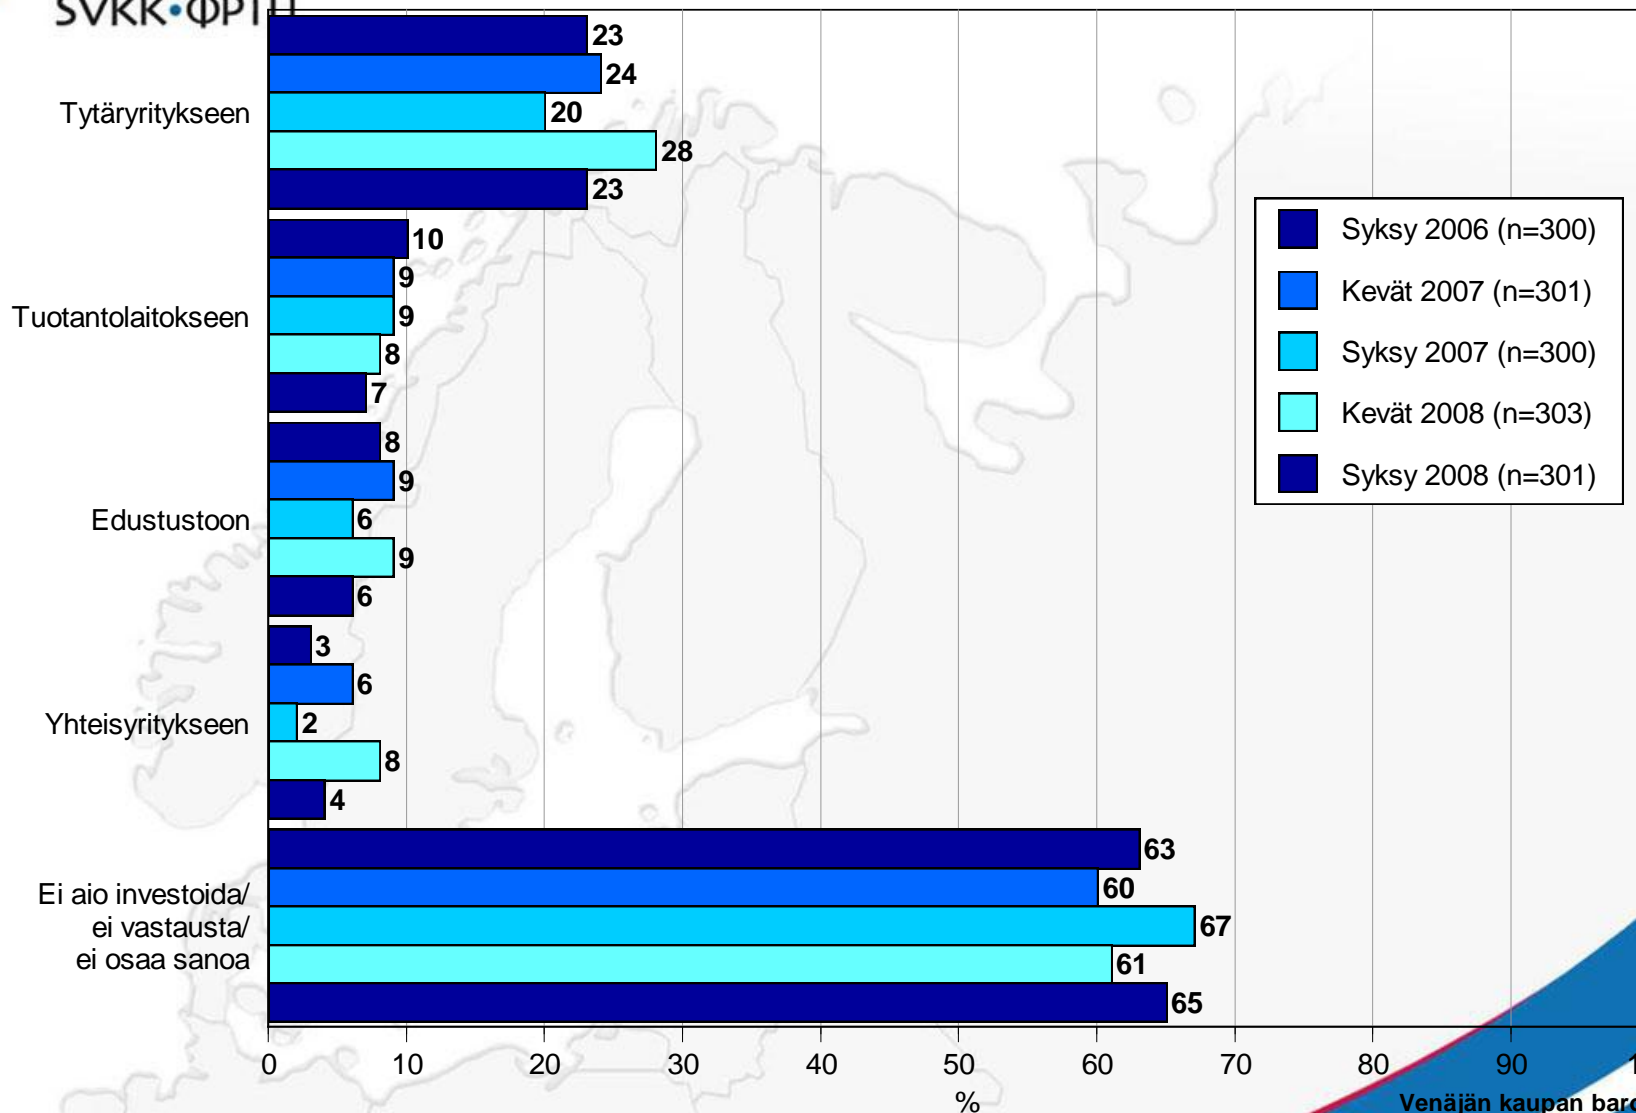 SVKK•ФРТП
23
24
Tytäryritykseen
20
28
23
10
9
Tuotantolaitokseen
9
8
7
8
9
Edustustoon
6
9
6
3
6
Yhteisyritykseen
2
8
4
63
Ei aio investoida/
ei vastausta/
ei osaa sanoa
60
67
61
65
Syksy 2006 (n=300)
Kevät 2007 (n=301)
Syksy 2007 (n=300)
Kevät 2008 (n=303)
Syksy 2008 (n=301)
0 10 20 30 40 50 60 70 80 90
%
Venäjän kaupan